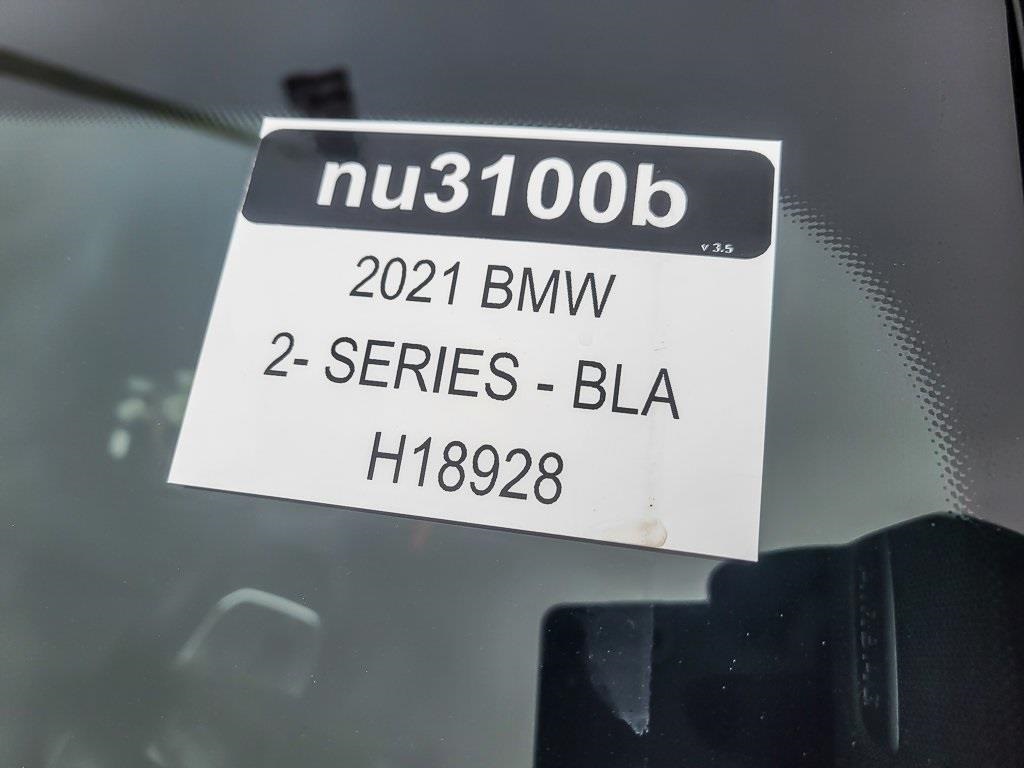 nu3100b
v 3.5
2021 BMW
2- SERIES - BLA
H18928